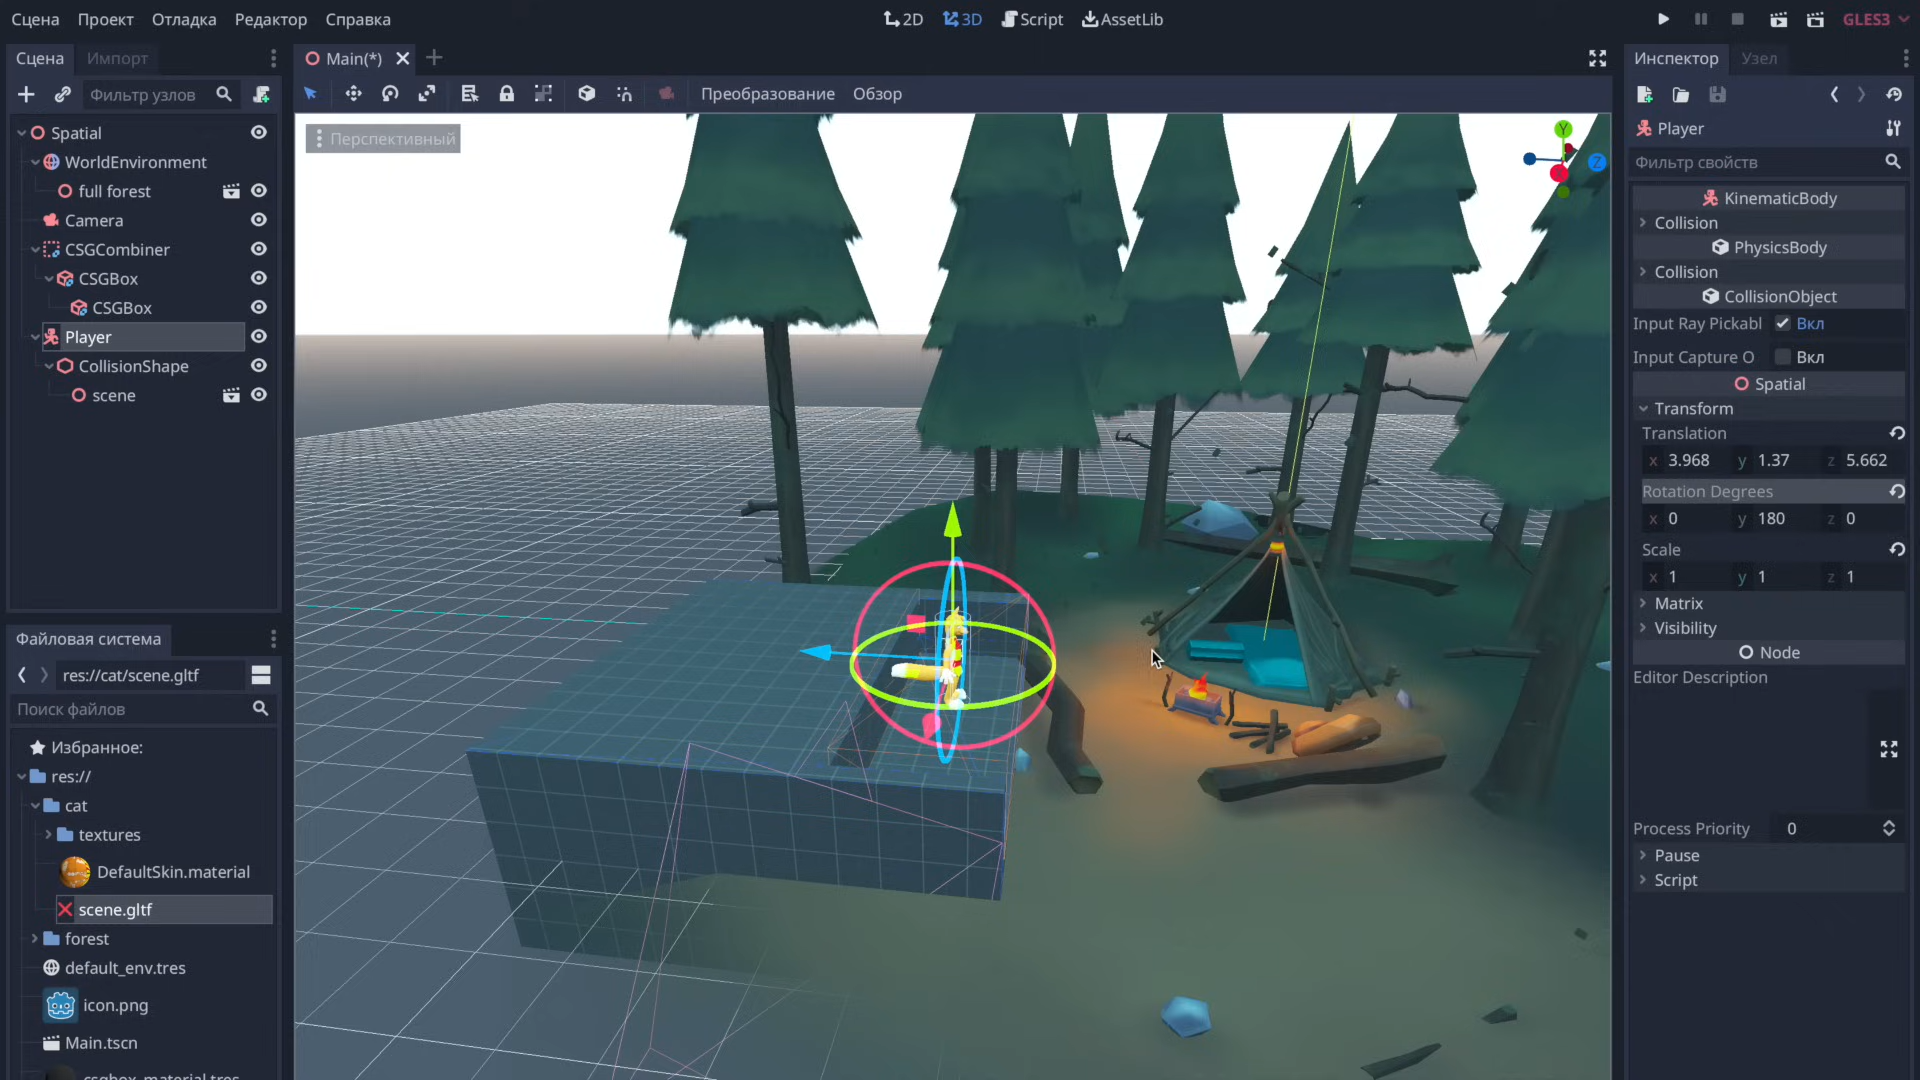 Сцена Проект Отладка Редактор Справка
2D 3D Script AssetLib
GLES3
Сцена Импорт
Фильтр узлов
Spatial
WorldEnvironment
full forest
Camera
CSGCombiner
CSGBox
CSGBox
Player
CollisionShape
scene
Файловая система
res://cat/scene.gltf
Поиск файлов
Избранное:
res://
cat
textures
DefaultSkin.material
scene.gltf
forest
default_env.tres
icon.png
Main.tscn
Main(*)
Преобразование Обзор
Перспективный
Y
Z
Инспектор Узел
Player
Фильтр свойств
KinematicBody
Collision
PhysicsBody
Collision
CollisionObject
Input Ray Pickabl Вкл
Input Capture O Вкл
Spatial
Transform
Translation
x 3.968 y 1.37 z 5.662
Rotation Degrees
x 0 y 180 z 0
Scale
x 1 y 1 z 1
Matrix
Visibility
Node
Editor Description
Process Priority 0
Pause
Script